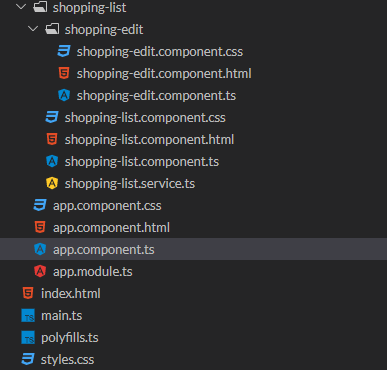 shopping-list
shopping-edit
shopping-edit.component.css
shopping-edit.component.html
shopping-edit.component.ts
shopping-list.component.css
shopping-list.component.html
shopping-list.component.ts
shopping-list.service.ts
app.component.css
app.component.html
app.component.ts
app.module.ts
index.html
main.ts
polyfills.ts
styles.css